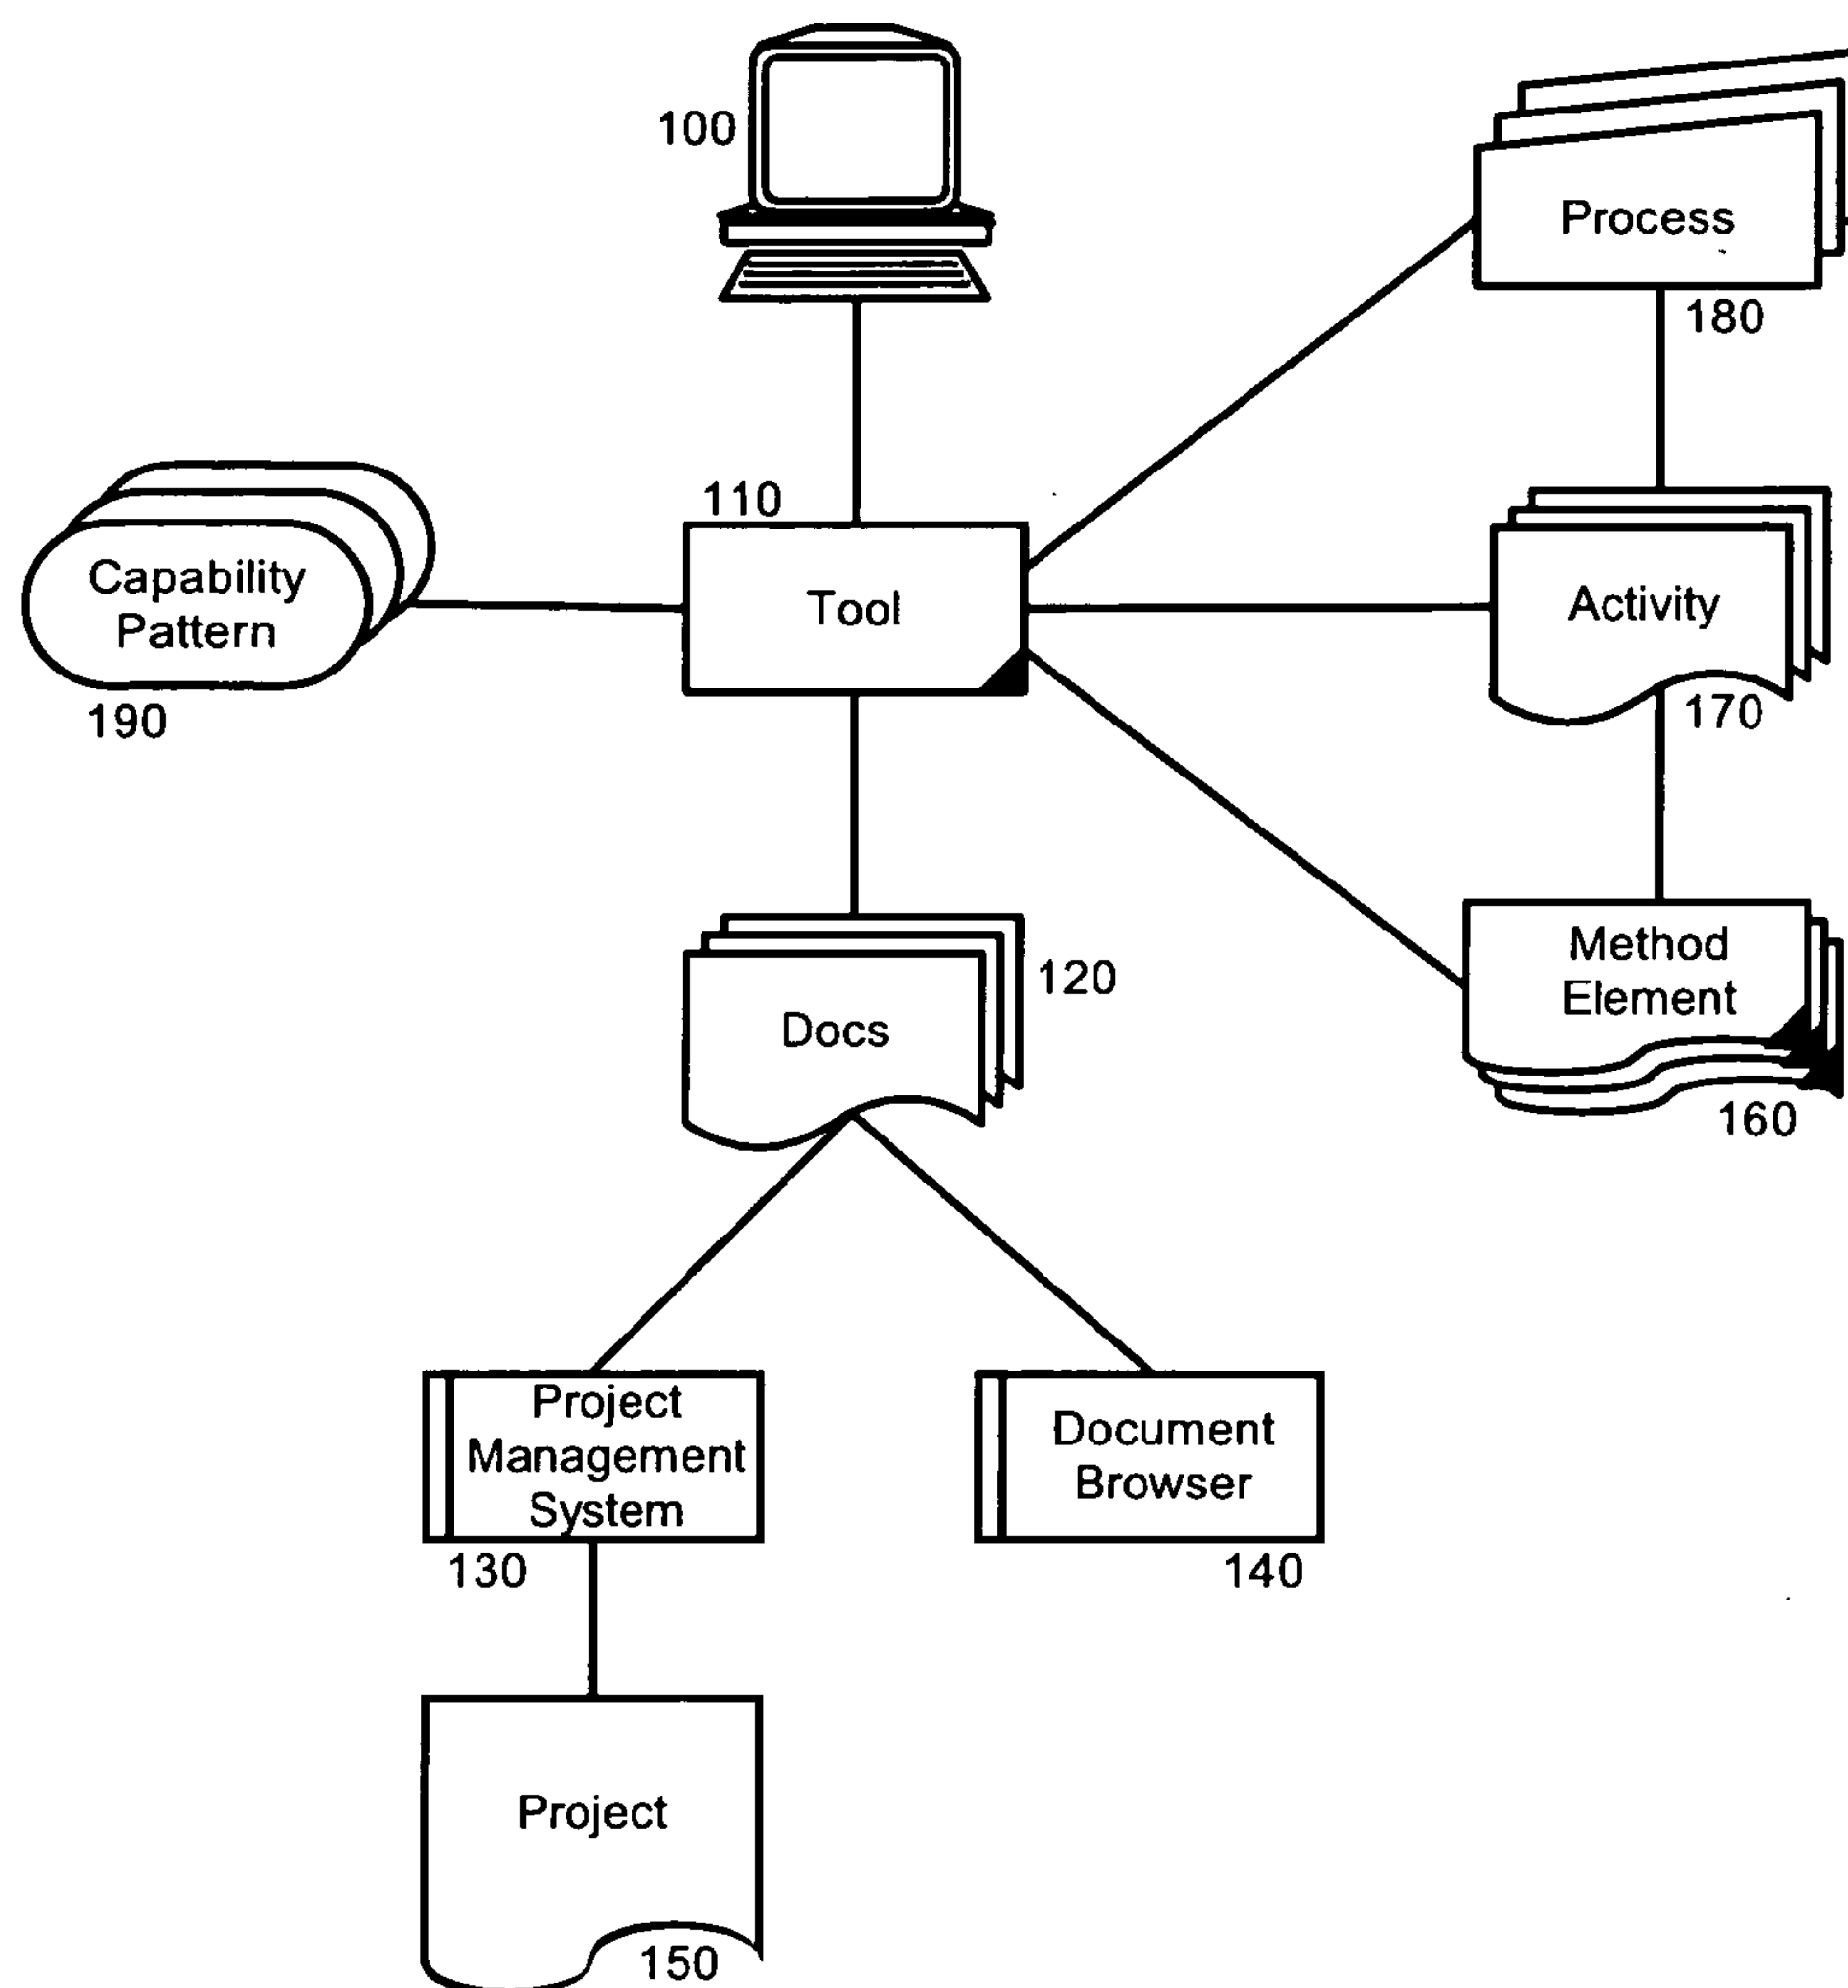 100
Process
180
110
Capability
Pattern
190
Tool
Activity
170
Docs
120
Method
Element
160
Project
Management
System
130
Document
Browser
140
Project
150